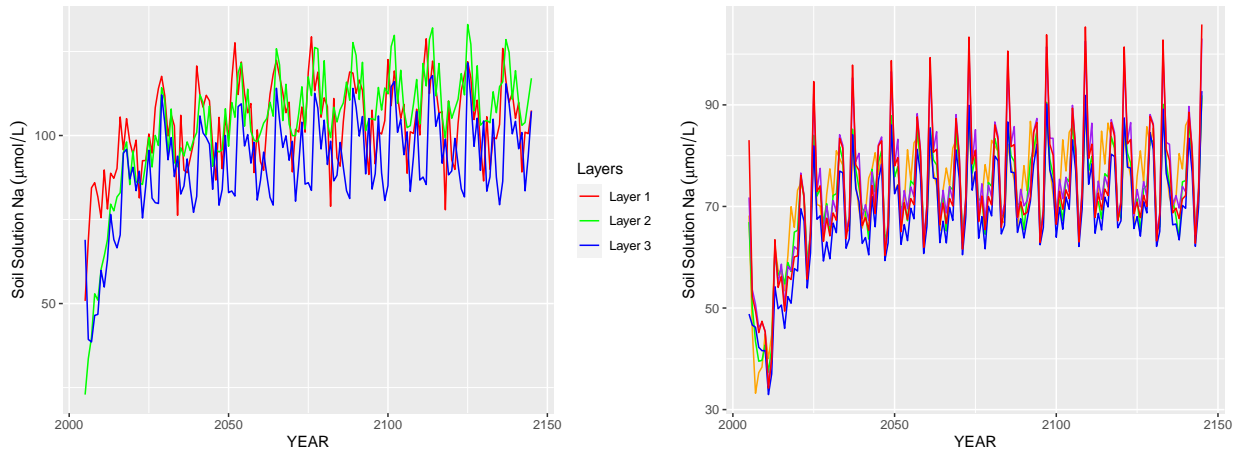 Soil Solution Na (µmol/L)
100
50
2000
2050
2100
2150
YEAR
Layers
Layer 1
Layer 2
Layer 3
Soil Solution Na (µmol/L)
90
70
50
30
2000
2050
2100
2150
YEAR